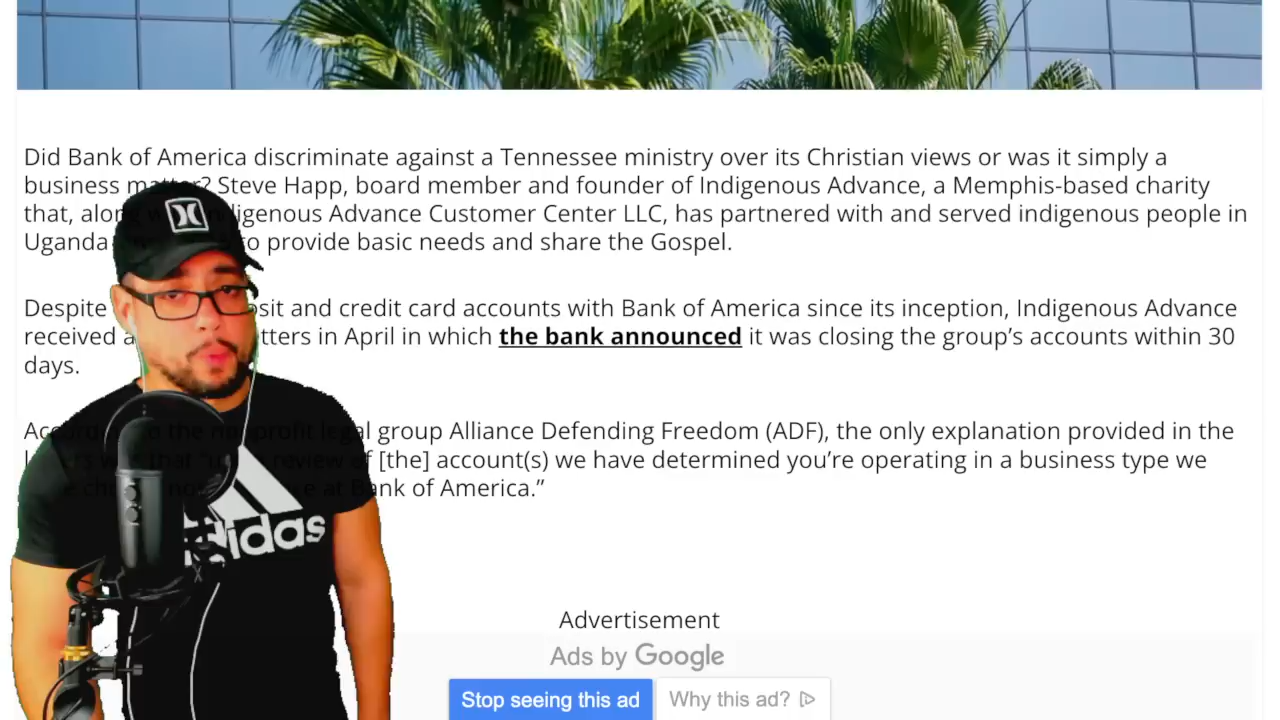 Did Bank of America discriminate against a Tennessee ministry over its Christian views or was it simply a
business matter? Steve Happ, board member and founder of Indigenous Advance, a Memphis-based charity
that, along Indigenous Advance Customer Center LLC, has partnered with and served indigenous people in
Uganda to provide basic needs and share the Gospel.
Despite and credit card accounts with Bank of America since its inception, Indigenous Advance
received letters in April in which the bank announced it was closing the group’s accounts within 30
days.
According to the nonprofit legal group Alliance Defending Freedom (ADF), the only explanation provided in the
was that review of [the] account(s) we have determined you’re operating in a business type we
at Bank of America.”
adidas
Advertisement
Ads by Google
Stop seeing this ad
Why this ad?